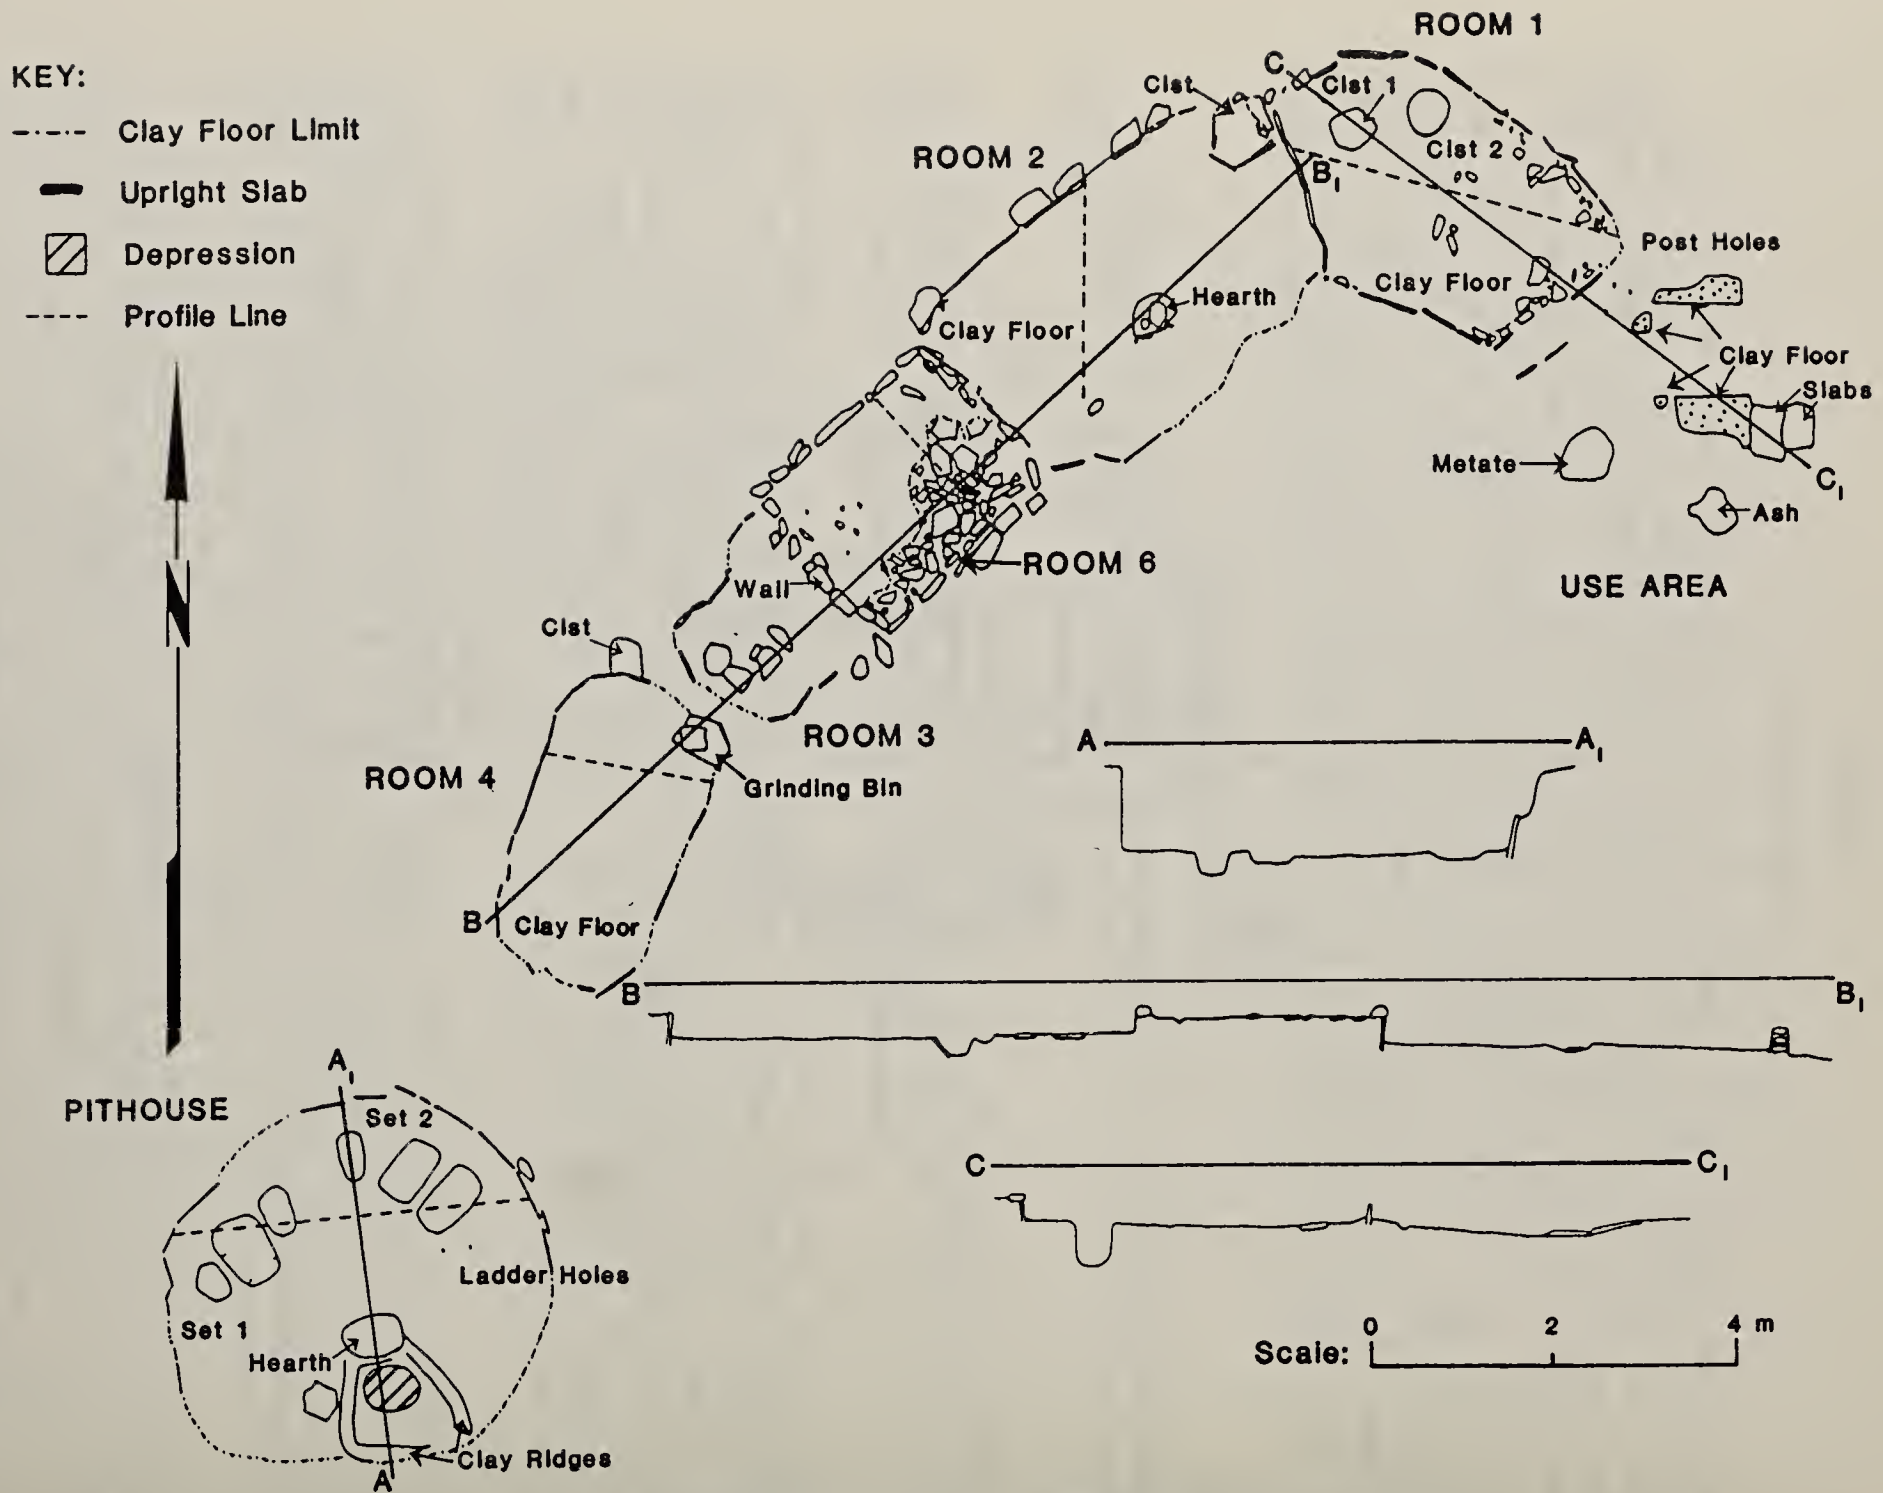 KEY:
Clay Floor Limit
Upright Slab
Depression
Profile Line
N
ROOM 1
C
Cist
Cist 1
ROOM 2
Cist 2
B1
Post Holes
Clay Floor
Hearth
Clay Floor
Clay Floor
Slabs
Metate
C1
Ash
ROOM 6
Wall
USE AREA
Cist
ROOM 3
A A1
ROOM 4
Grinding Bin
B
Clay Floor
B B1
A1
PITHOUSE
Set 2
C C1
Ladder Holes
Set 1
Hearth
0 2 4 m
Scale:
Clay Ridges
A